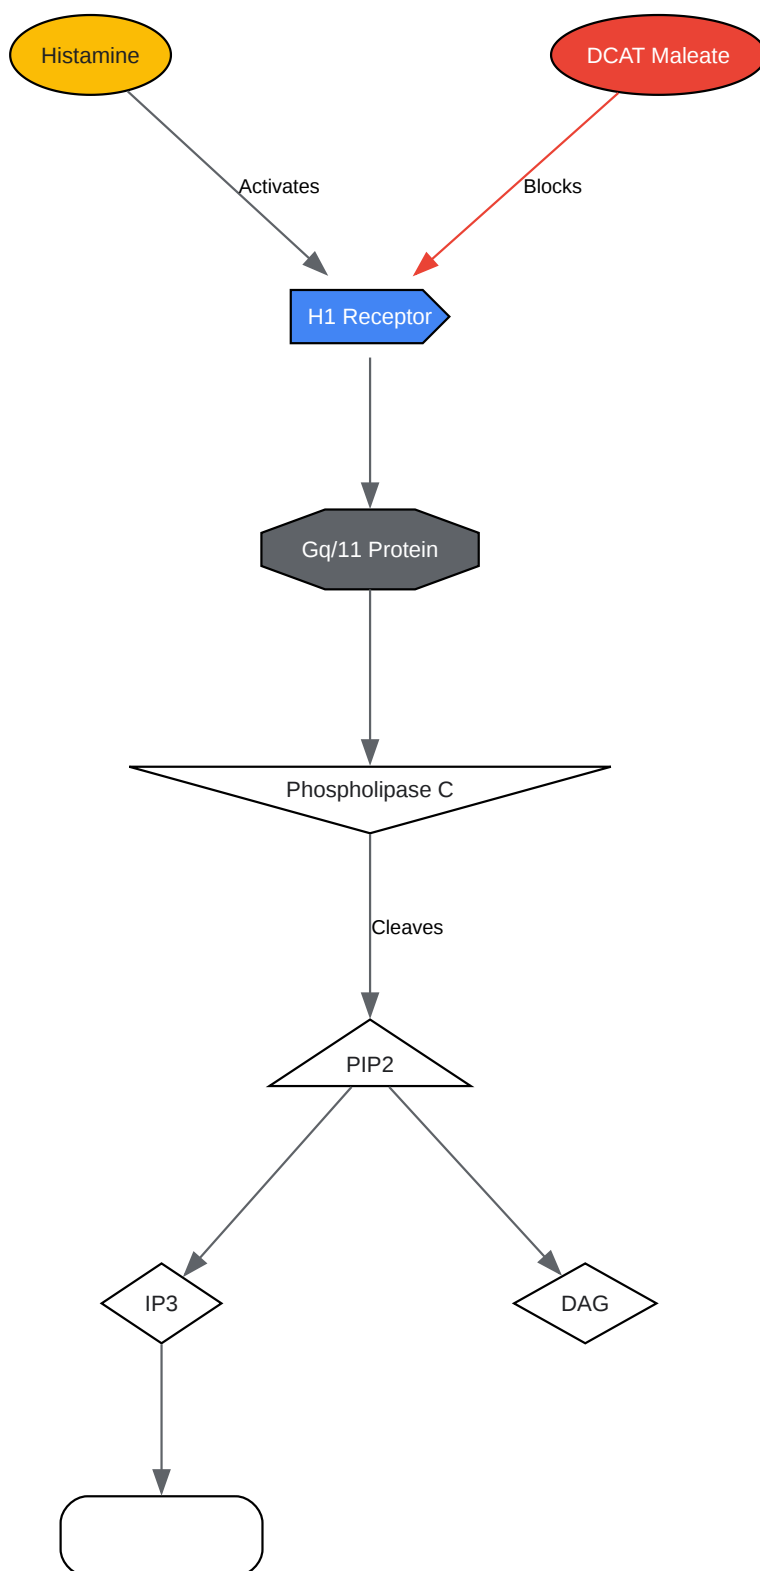 Histamine
DCAT Maleate
Activates
Blocks
H1 Receptor
Gq/11 Protein
Phospholipase C
Cleaves
PIP2
IP3
DAG